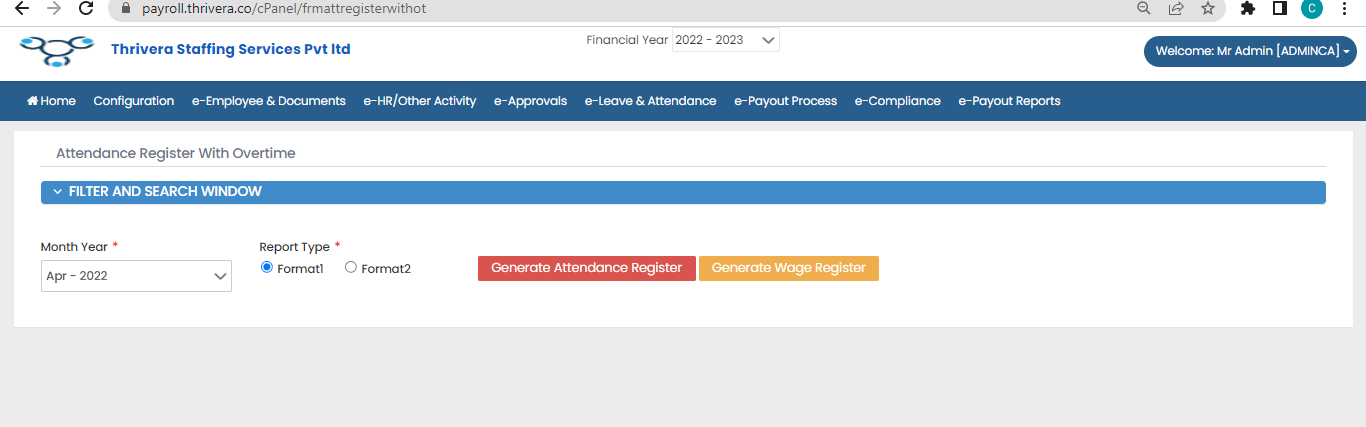 payroll.thrivera.co/cPanel/frmattregisterwithot
C
Thrivera Staffing Services Pvt ltd
Financial Year 2022 - 2023
Welcome: Mr Admin [ADMINCA]
Home Configuration e-Employee & Documents e-HR/Other Activity e-Approvals e-Leave & Attendance e-Payout Process e-Compliance e-Payout Reports
Attendance Register With Overtime
FILTER AND SEARCH WINDOW
Month Year * Report Type *
Apr - 2022 Format1 Format2 Generate Attendance Register Generate Wage Register